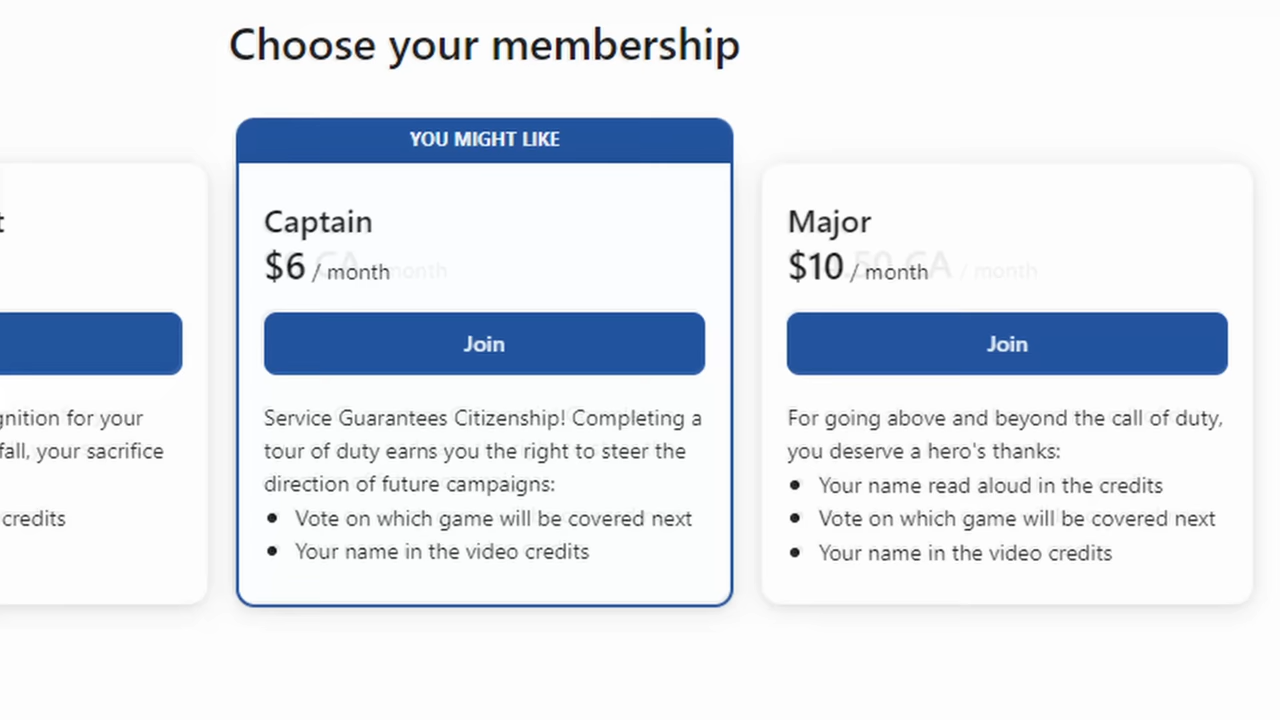 Choose your membership
YOU MIGHT LIKE
Captain
$6 / month
Join
Service Guarantees Citizenship! Completing a
tour of duty earns you the right to steer the
direction of future campaigns:
• Vote on which game will be covered next
• Your name in the video credits
Major
$10 / month
Join
For going above and beyond the call of duty,
you deserve a hero's thanks:
• Your name read aloud in the credits
• Vote on which game will be covered next
• Your name in the video credits
for your
fall, your sacrifice
credits